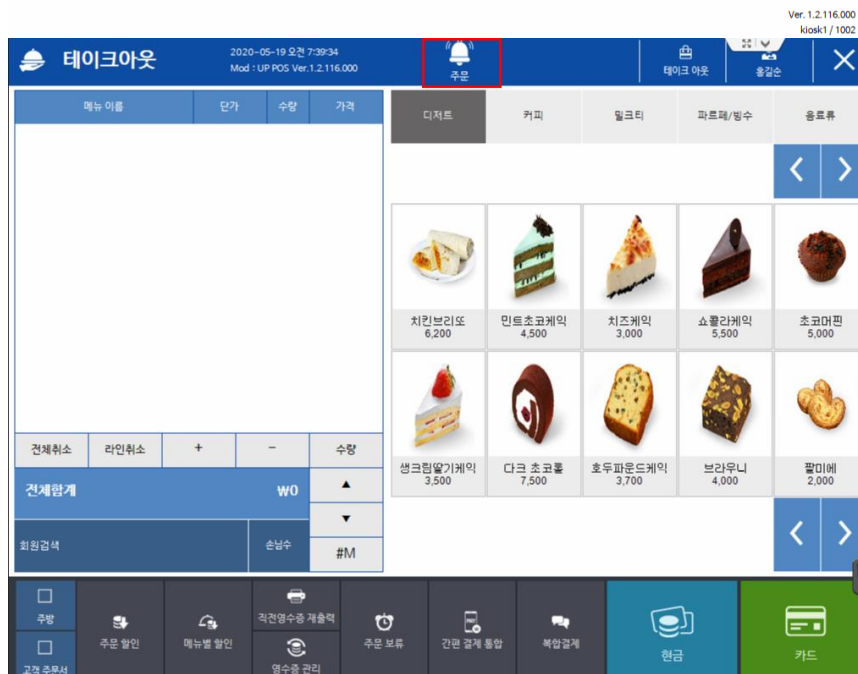 Ver. 1.2.116.000
kiosk1 / 1002
테이크아웃
2020-05-19 오전 7:39:34
Mod : UP POS Ver.1.2.116.000
주문
테이크 아웃
홍길순
메뉴 이름 단가 수량 가격
디저트 커피 밀크티 파르페/빙수 음료류
치킨브리또 민트초코케익 치즈케익 쇼콜라케익 초코머핀
6,200 4,500 3,000 5,500 5,000
전체취소 라인취소 + - 수량
생크림딸기케익 다크 초코롤 호두파운드케익 브라우니 팔미에
3,500 7,500 3,700 4,000 2,000
전체합계 ₩0 ▲
▼
회원검색 손님수 #M
주방
고객 주문서
주문 할인
메뉴별 할인
직전영수증 재출력
영수증 관리
주문 보류
간편 결제 통합
복합결제
현금
카드